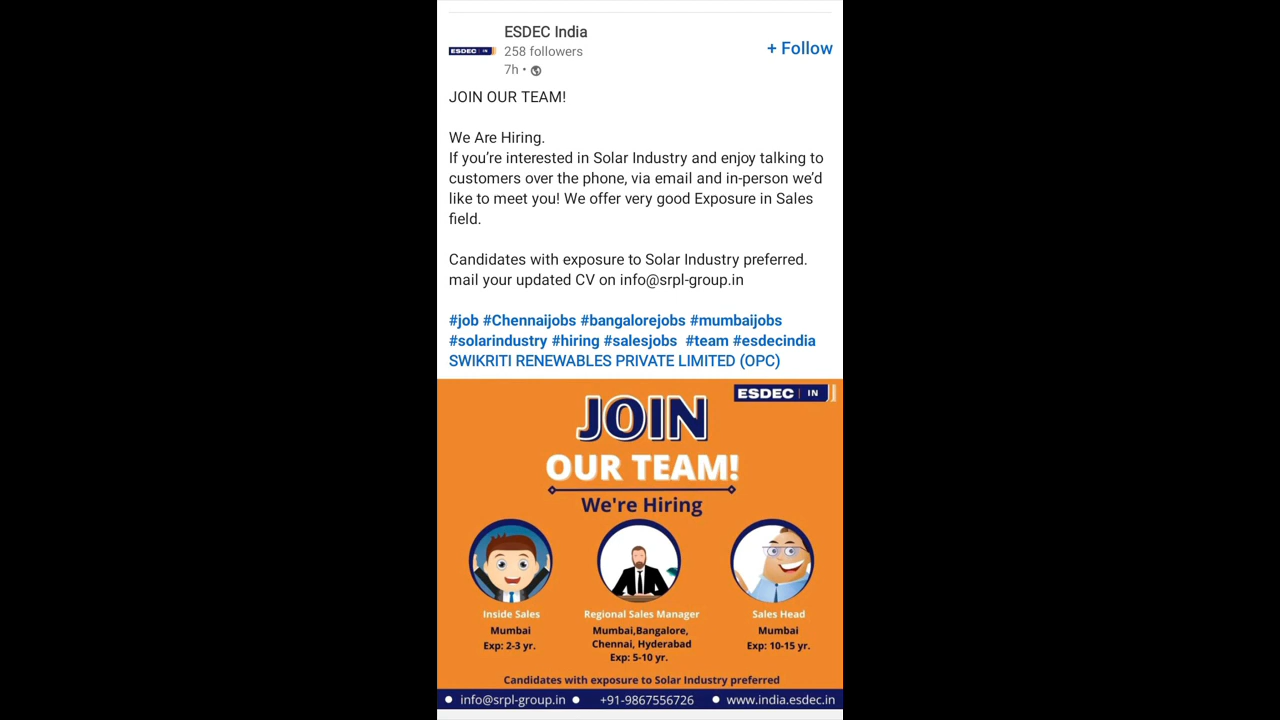 ESDEC India
ESDEC IN
258 followers
+ Follow
7h •
JOIN OUR TEAM!
We Are Hiring.
If you’re interested in Solar Industry and enjoy talking to
customers over the phone, via email and in-person we’d
like to meet you! We offer very good Exposure in Sales
field.
Candidates with exposure to Solar Industry preferred.
mail your updated CV on info@srpl-group.in
#job #Chennaijobs #bangalorejobs #mumbaijobs
#solarindustry #hiring #salesjobs #team #esdecindia
SWIKRITI RENEWABLES PRIVATE LIMITED (OPC)
ESDEC | IN
JOIN
OUR TEAM!
We're Hiring
Inside Sales
Mumbai
Exp: 2-3 yr.
Regional Sales Manager
Mumbai,Bangalore,
Chennai, Hyderabad
Exp: 5-10 yr.
Sales Head
Mumbai
Exp: 10-15 yr.
Candidates with exposure to Solar Industry preferred
info@srpl-group.in +91-9867556726 www.india.esdec.in